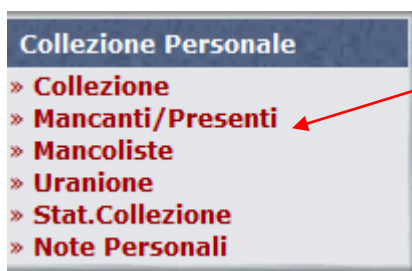 Collezione Personale
» Collezione
» Mancanti/Presenti
» Mancoliste
» Uranione
» Stat.Collezione
» Note Personali